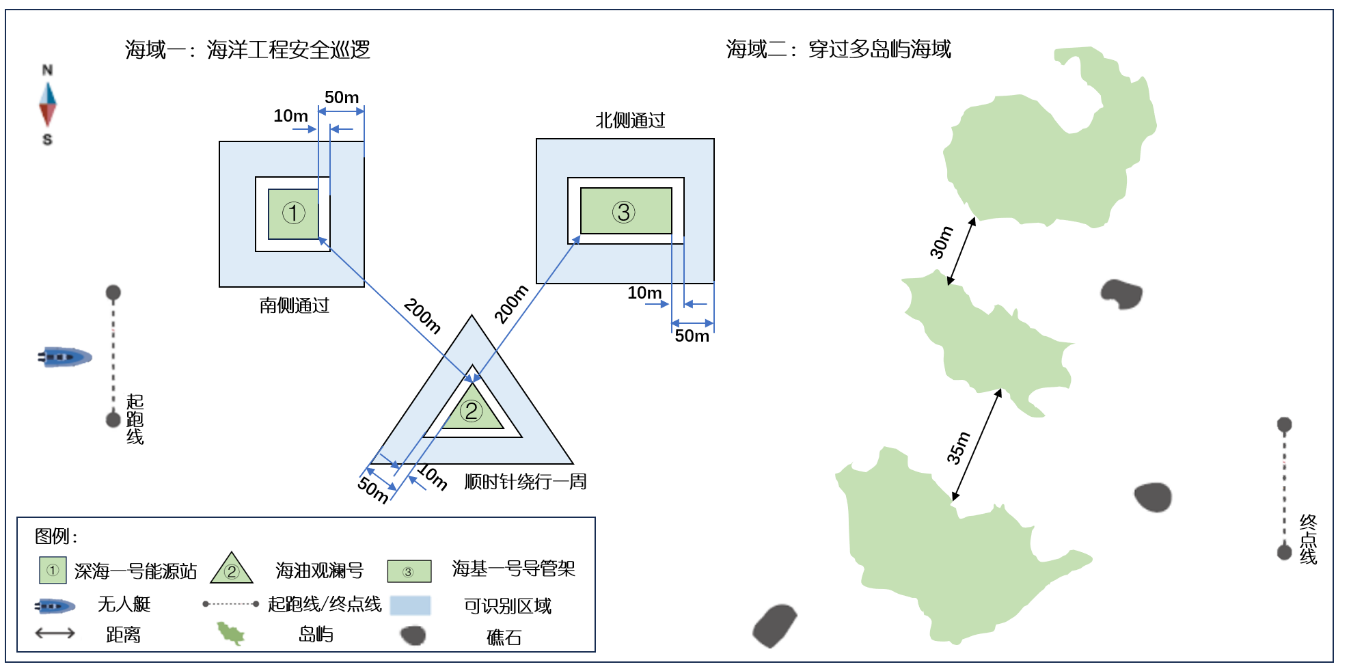 海域一：海洋工程安全巡逻
海域二：穿过多岛屿海域
N
S
50m
10m
①
南侧通过
北侧通过
③
10m
50m
200m
200m
②
50m
10m
顺时针绕行一周
起跑线
30m
35m
终点线
图例：
① 深海一号能源站
② 海油观澜号
③ 海基一号导管架
无人艇
起跑线/终点线
可识别区域
距离
岛屿
礁石